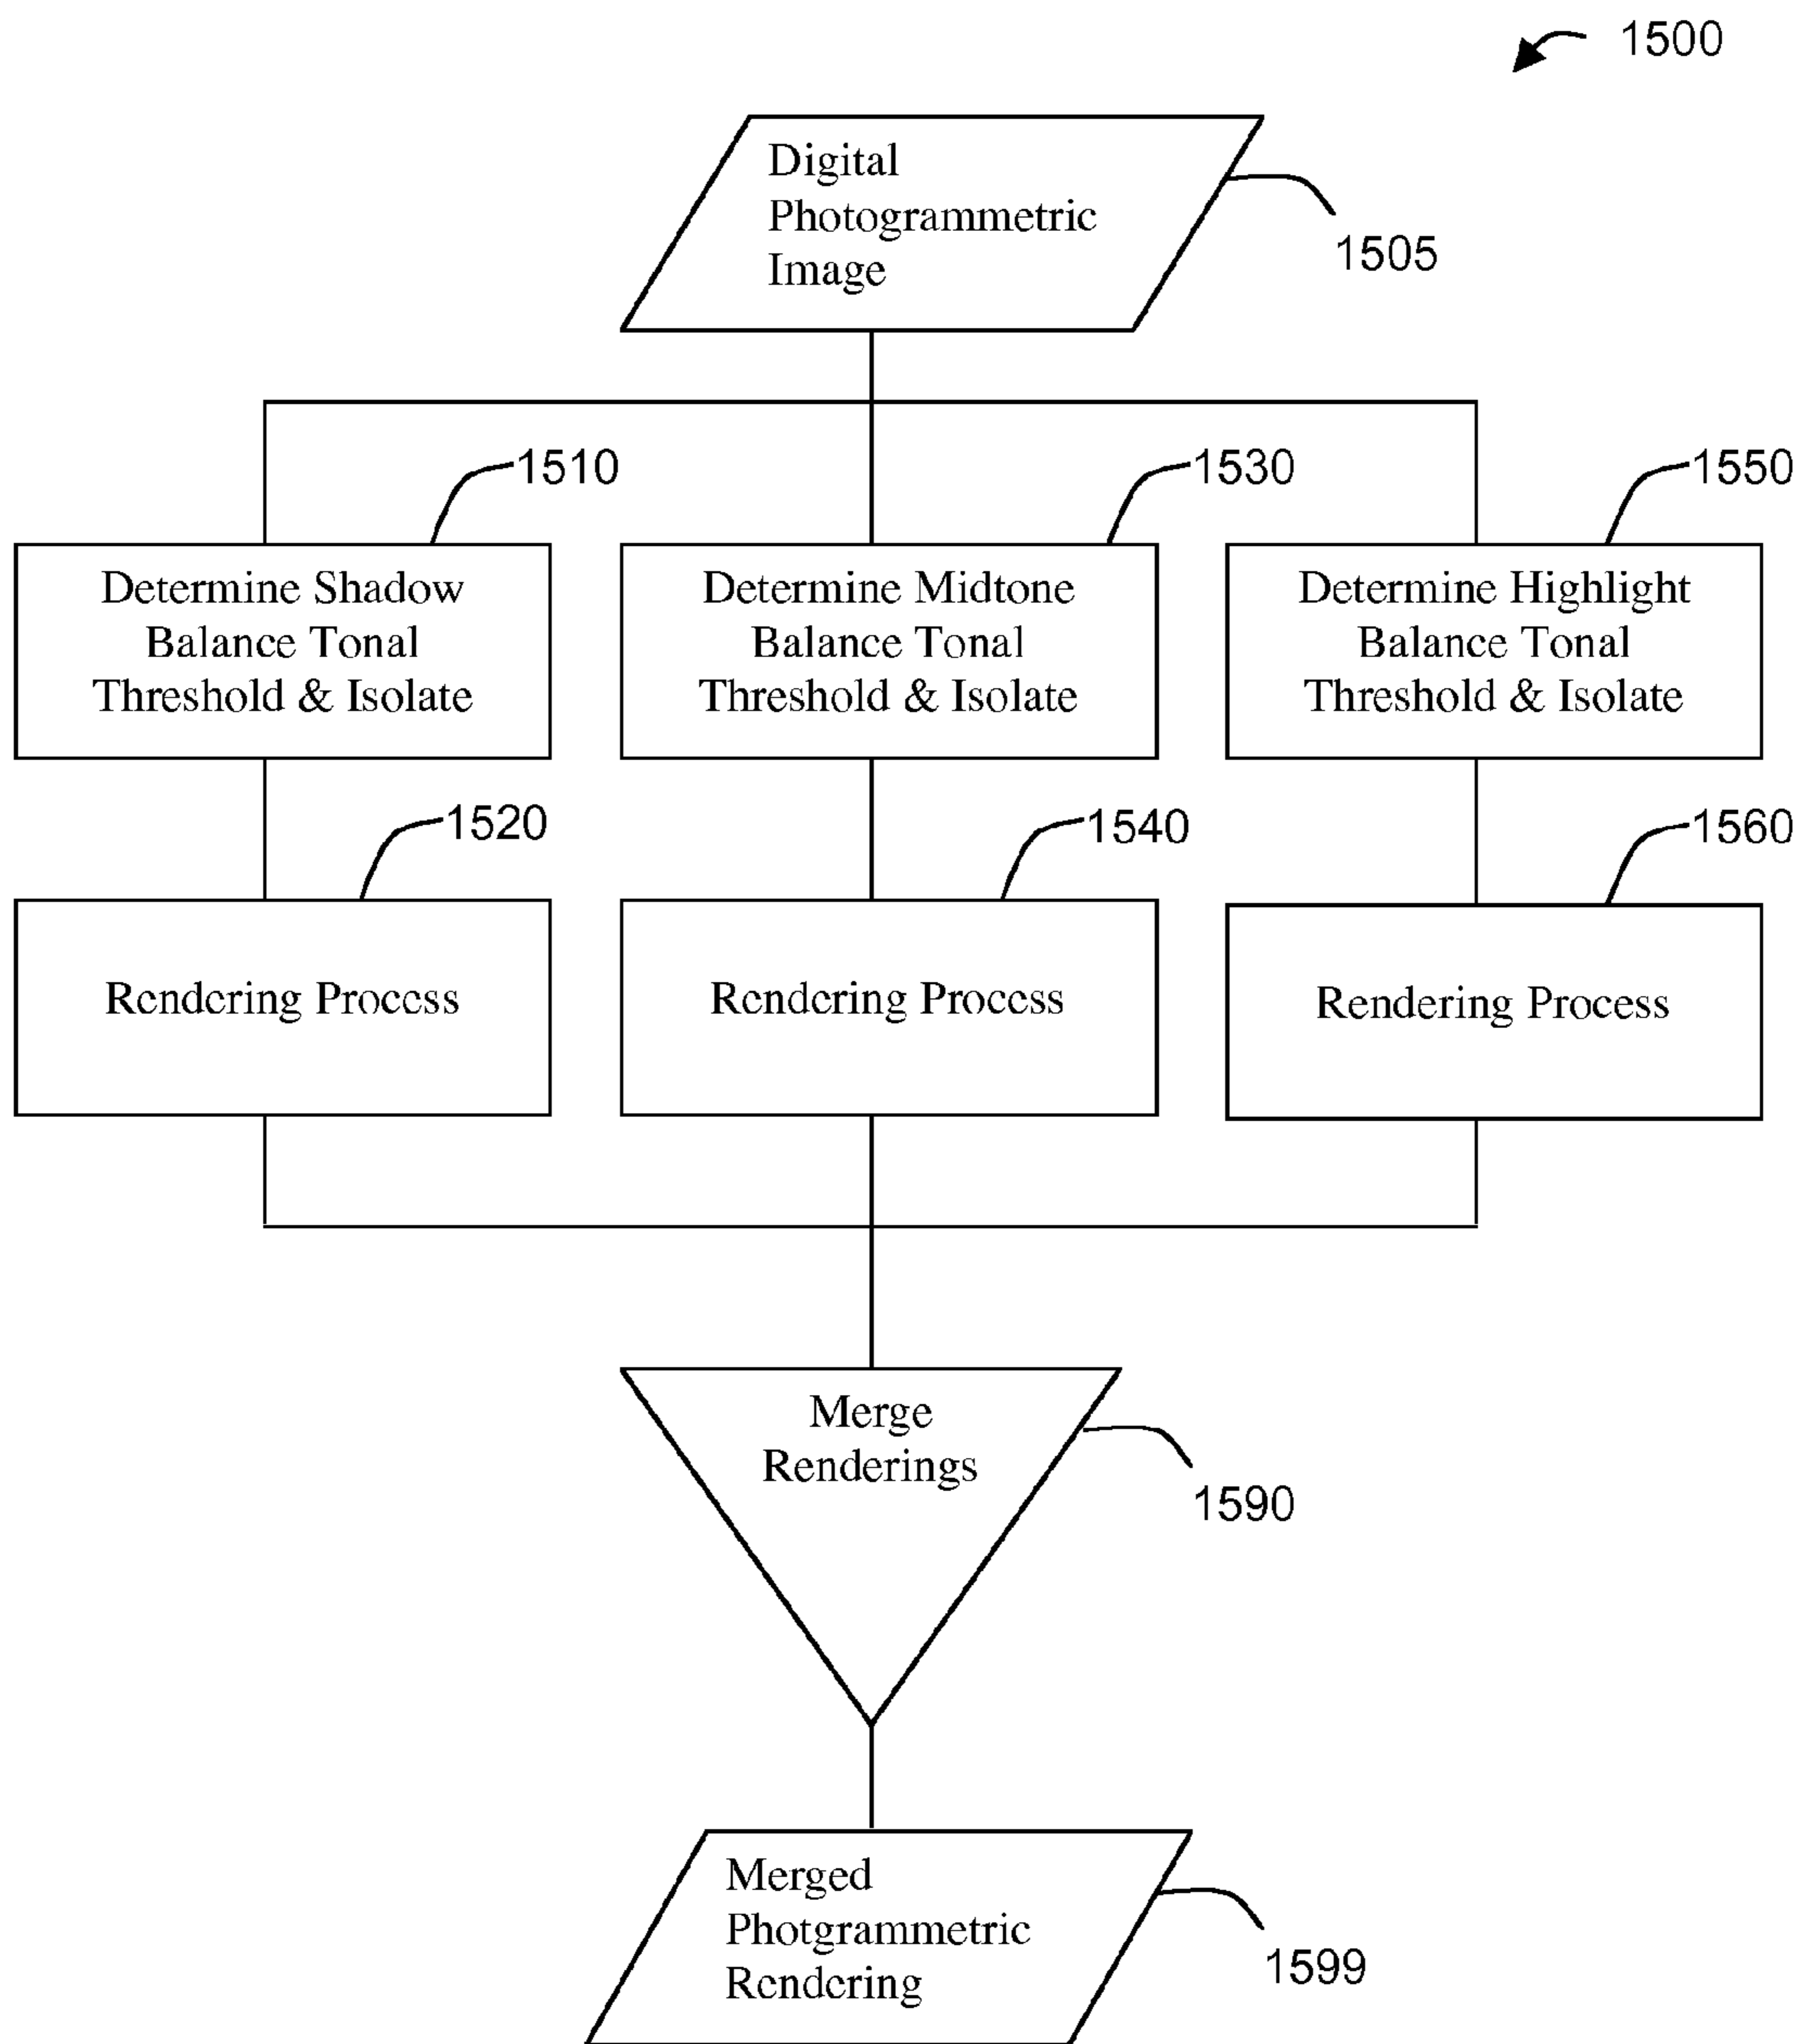 1500
Digital
Photogrammetric
Image
1505
1510
1530
1550
Determine Shadow
Balance Tonal
Threshold & Isolate
Determine Midtone
Balance Tonal
Threshold & Isolate
Determine Highlight
Balance Tonal
Threshold & Isolate
1520
1540
1560
Rendering Process
Rendering Process
Rendering Process
Merge
Renderings
1590
Merged
Photgrammetric
Rendering
1599